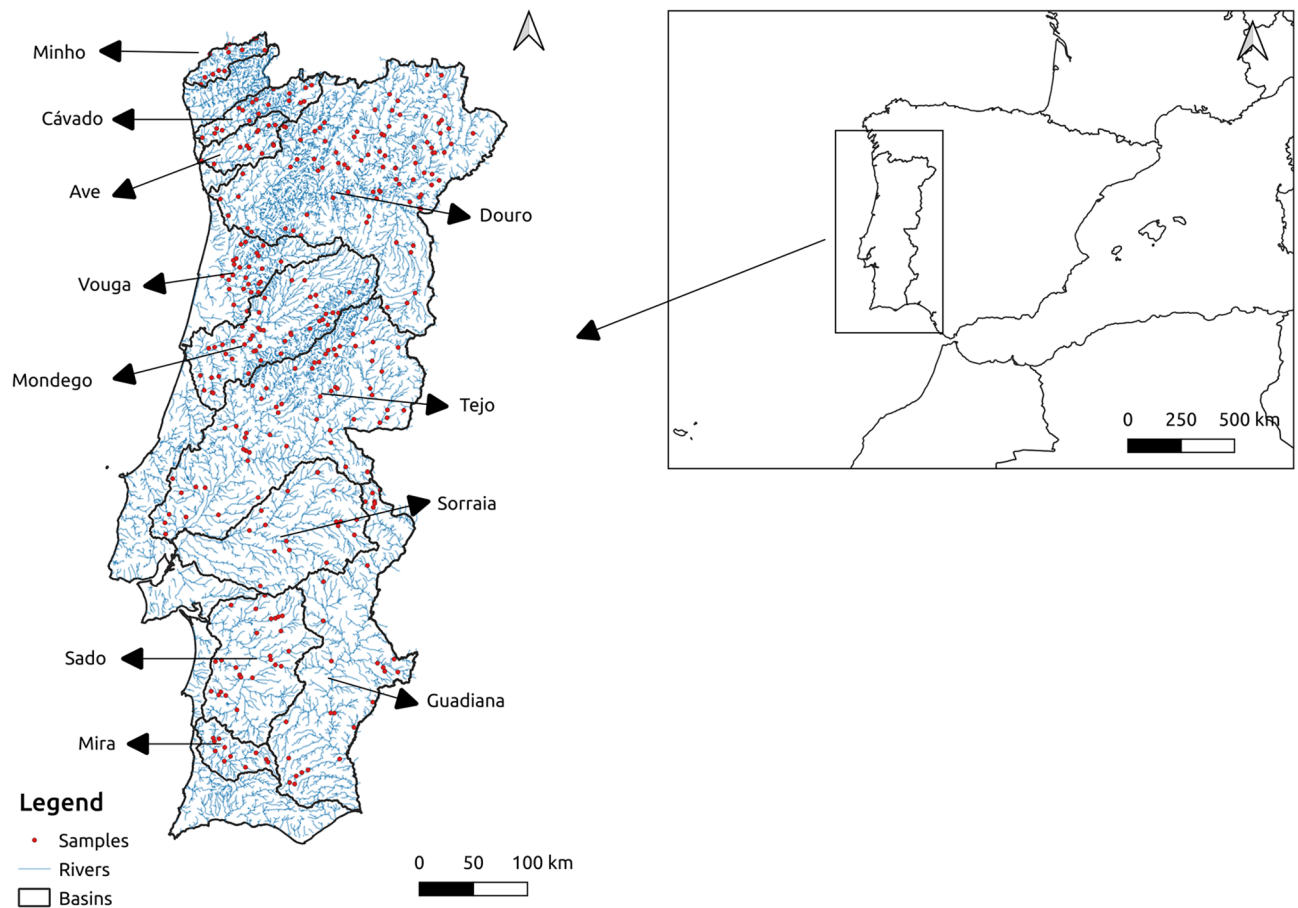 Minho
Cávado
Ave
Douro
Vouga
Mondego
Tejo
Sorraia
Sado
Guadiana
Mira
Legend
Samples
Rivers
Basins
0 50 100 km
0 250 500 km